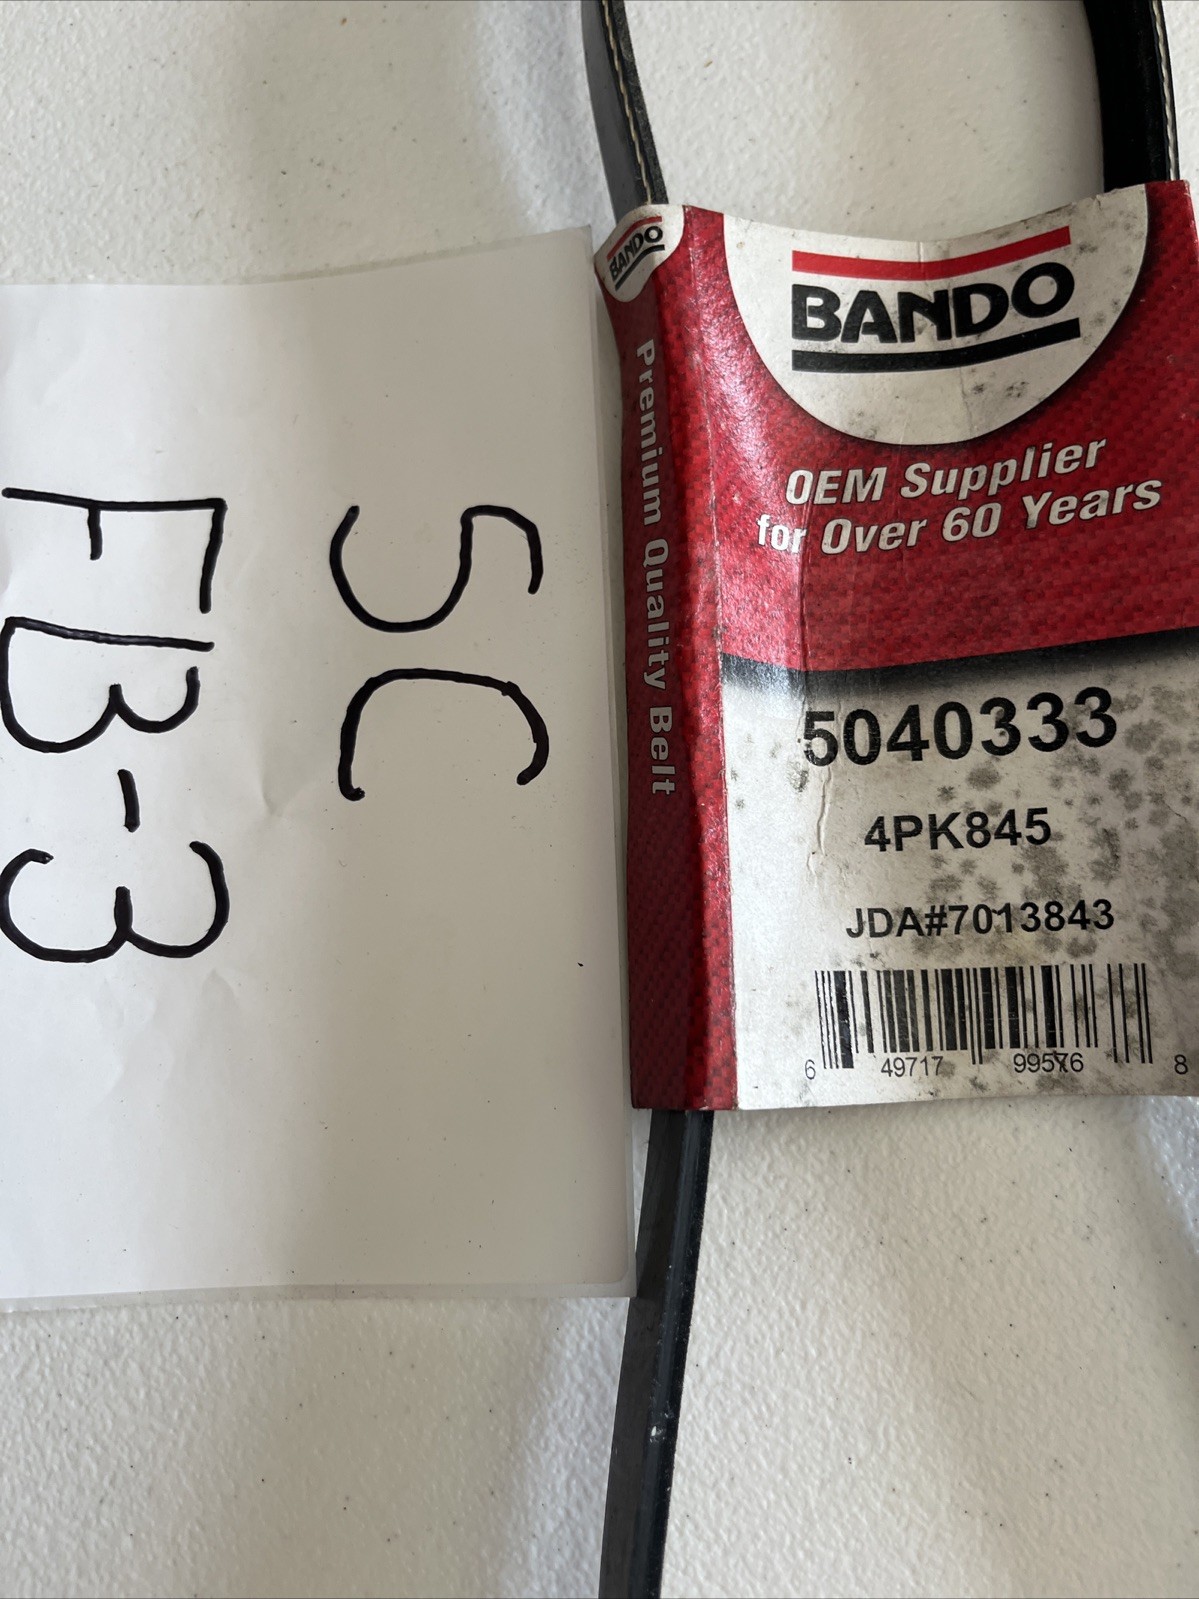 SC
FB-3
BANDO
Premium Quality Belt
BANDO
OEM Supplier
for Over 60 Years
5040333
4PK845
JDA#7013843
6 49717 99576 8